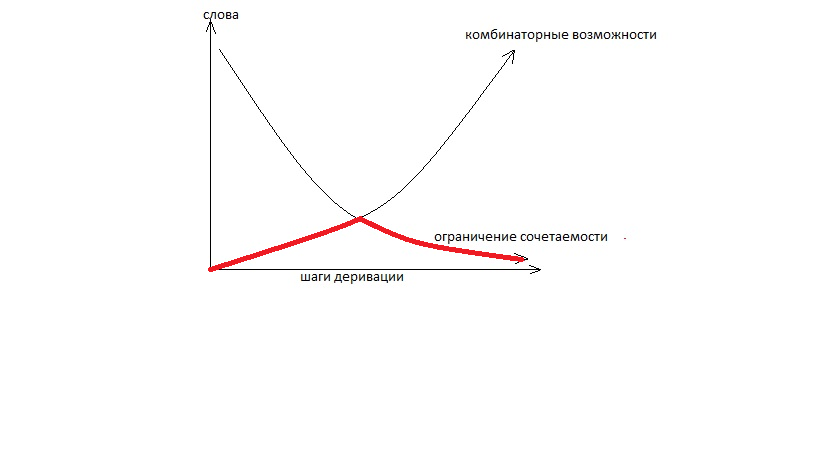 слова
комбинаторные возможности
ограничение сочетаемости
шаги деривации